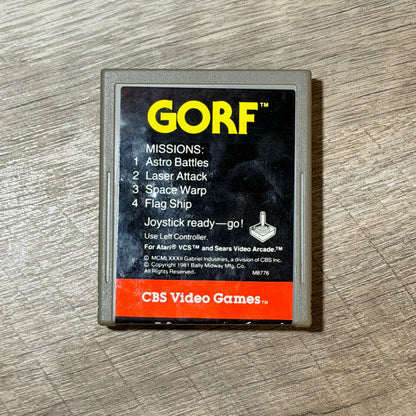 GORF™
MISSIONS:
1 Astro Battles
2 Laser Attack
3 Space Warp
4 Flag Ship
Joystick ready—go!
Use Left Controller.
For Atari® VCS™ and Sears Video Arcade.™
© MCMLXXXII Gabriel Industries, a division of CBS Inc.
© Copyright 1981 Bally Midway Mfg. Co.
All Rights Reserved. M8776
CBS Video Games™